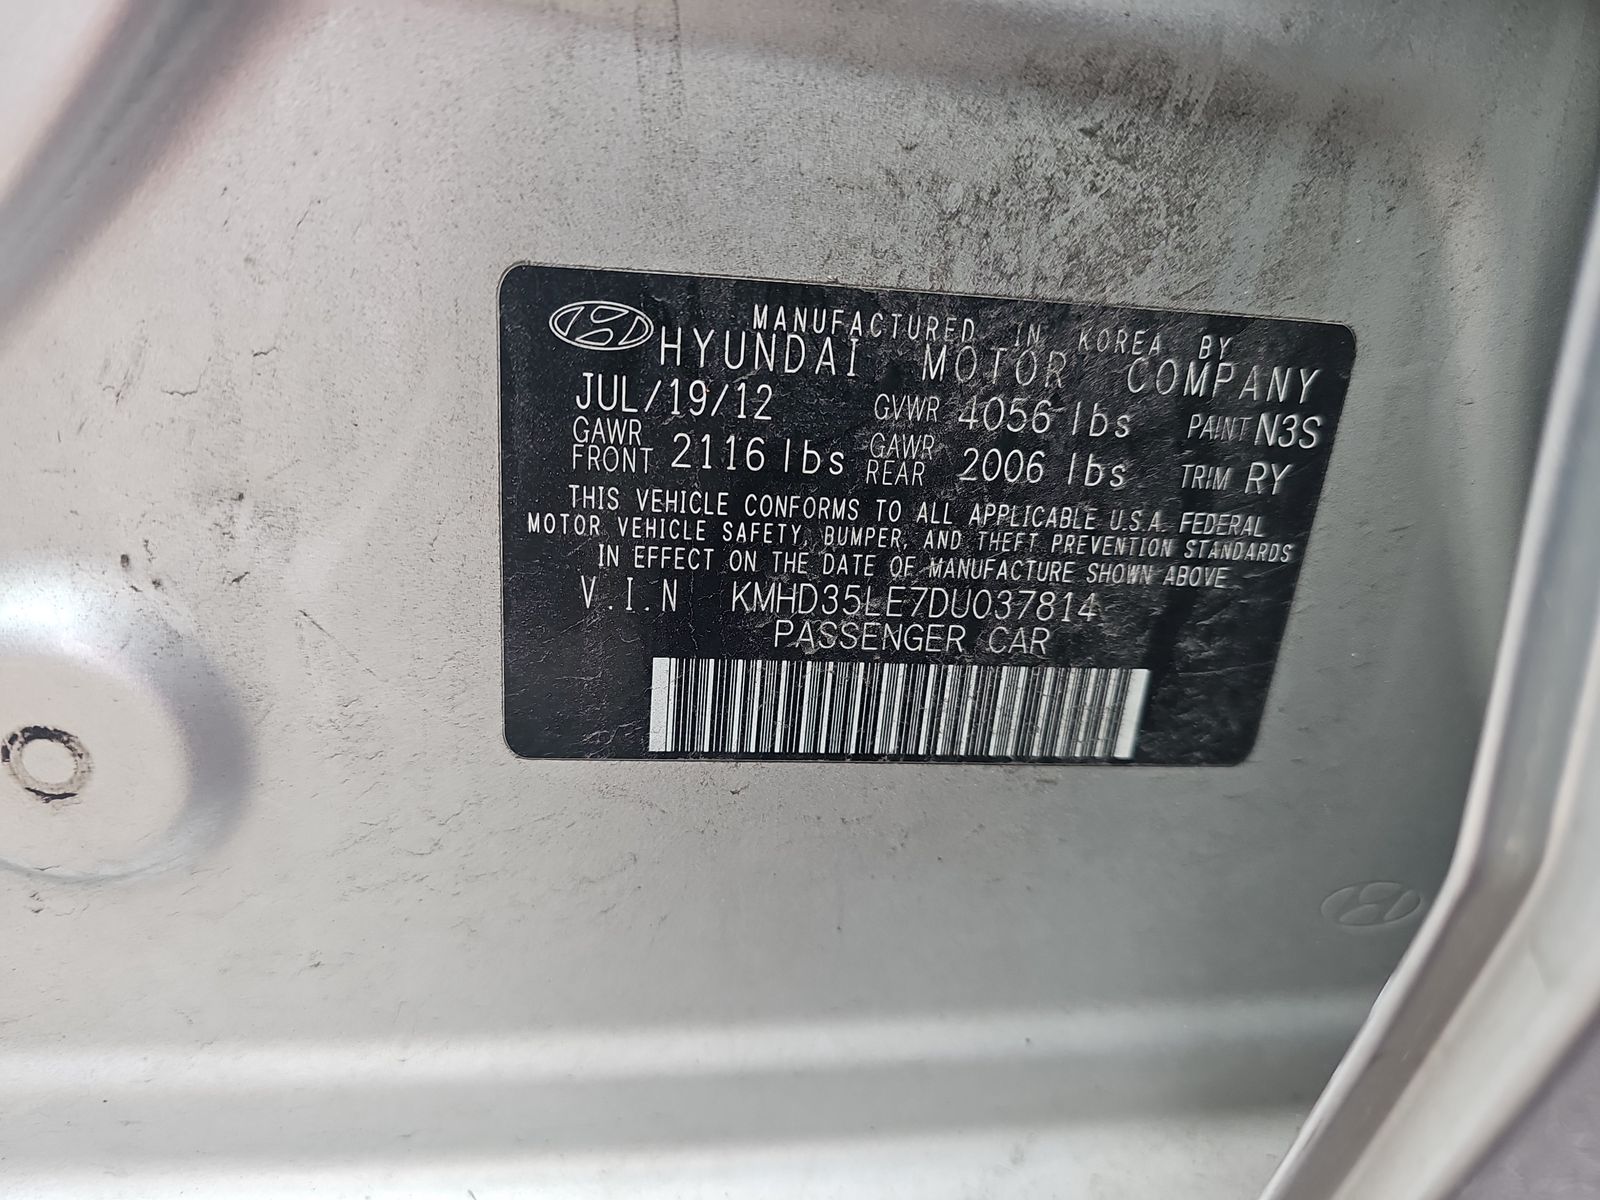 MANUFACTURED IN KOREA BY
HYUNDAI MOTOR COMPANY
JUL/19/12 GVWR 4056 lbs PAINT N3S
GAWR FRONT 2116 lbs GAWR REAR 2006 lbs TRIM RY
THIS VEHICLE CONFORMS TO ALL APPLICABLE U.S.A. FEDERAL
MOTOR VEHICLE SAFETY, BUMPER, AND THEFT PREVENTION STANDARDS
IN EFFECT ON THE DATE OF MANUFACTURE SHOWN ABOVE.
V.I.N KMHD35LE7DU037814
PASSENGER CAR